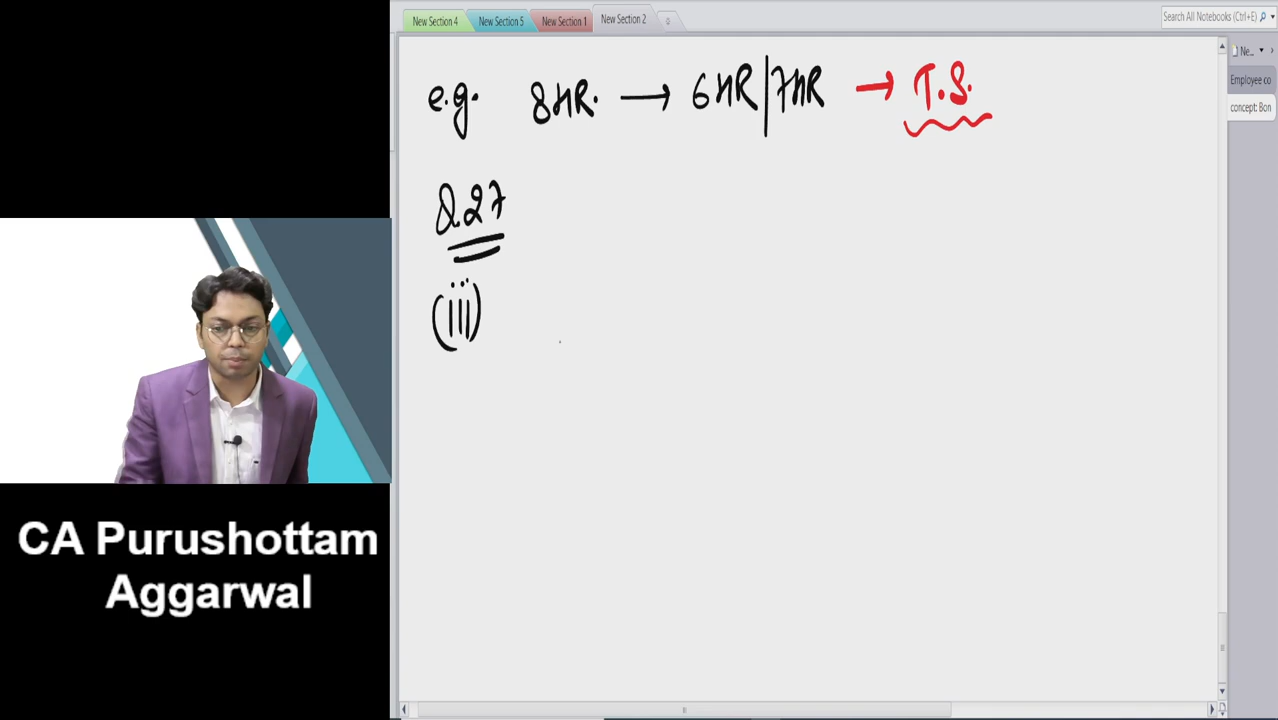 New Section 4 New Section 5 New Section 1 New Section 2
Search All Notebooks (Ctrl+E)
Ne...
Employee co
concept: Bon
e.g. 8HR. → 6HR|7HR → T.S.
Q.27
(iii)
CA Purushottam
Aggarwal